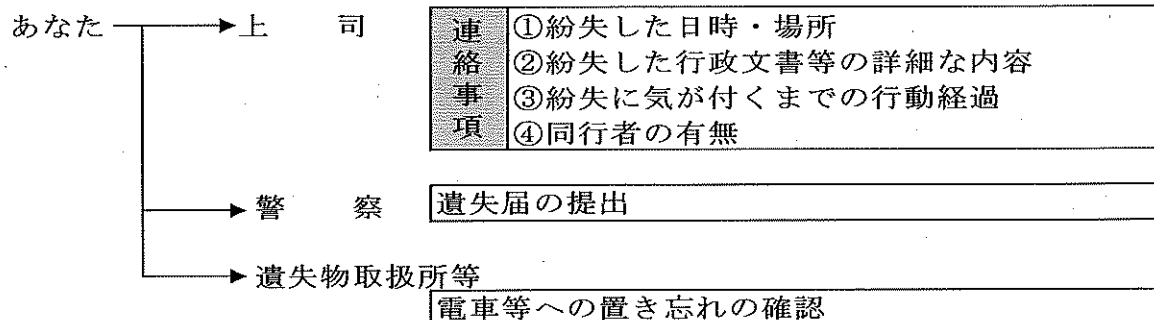 あなた
上司
連絡事項
①紛失した日時・場所
②紛失した行政文書等の詳細な内容
③紛失に気が付くまでの行動経過
④同行者の有無
警察
遺失届の提出
遺失物取扱所等
電車等への置き忘れの確認